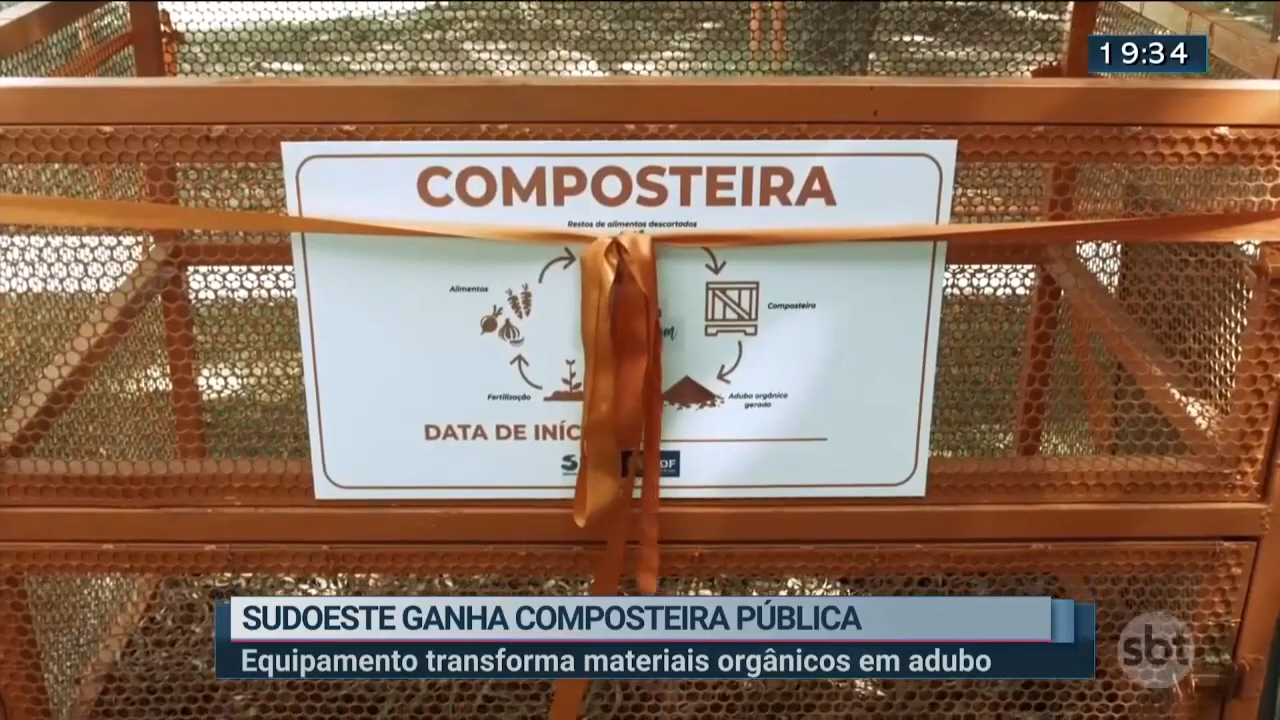 19:34
COMPOSTEIRA
Restos de alimentos descartados
Alimentos
Composteira
Fertilização
Adubo orgânico
gerado
DATA DE
SUDOESTE GANHA COMPOSTEIRA PÚBLICA
Equipamento transforma materiais orgânicos em adubo
sbt